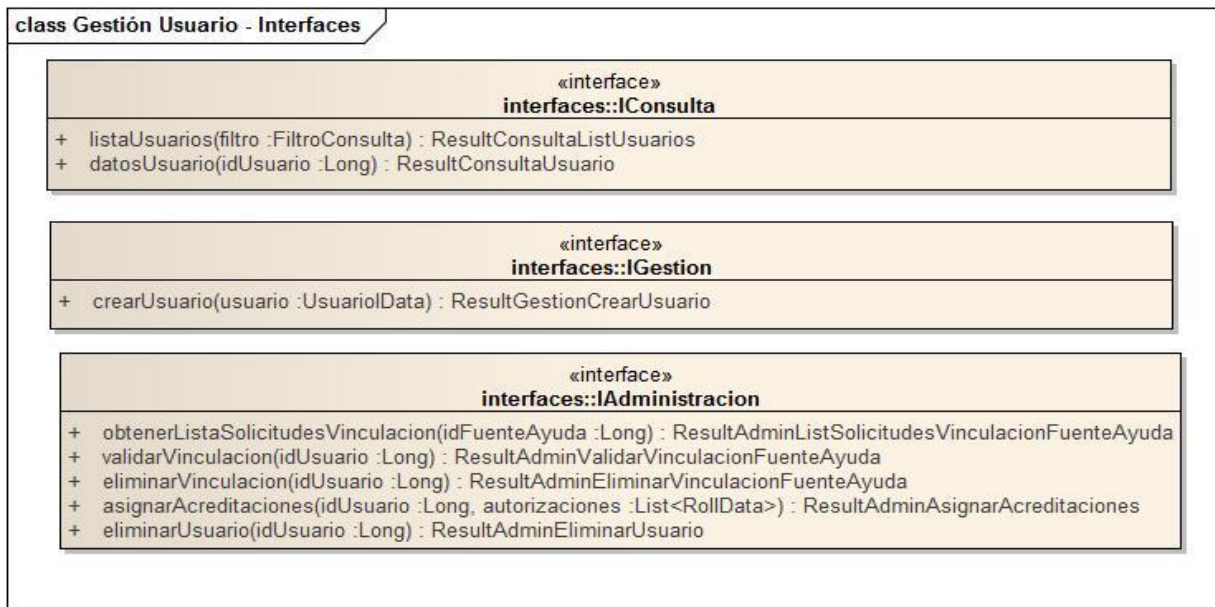 class Gestión Usuario - Interfaces
«interface»
interfaces::IConsulta
+ listaUsuarios(filtro :FiltroConsulta) : ResultConsultaListUsuarios
+ datosUsuario(idUsuario :Long) : ResultConsultaUsuario
«interface»
interfaces::IGestion
+ crearUsuario(usuario :UsuarioIData) : ResultGestionCrearUsuario
«interface»
interfaces::IAdministracion
+ obtenerListaSolicitudesVinculacion(idFuenteAyuda :Long) : ResultAdminListSolicitudesVinculacionFuenteAyuda
+ validarVinculacion(idUsuario :Long) : ResultAdminValidarVinculacionFuenteAyuda
+ eliminarVinculacion(idUsuario :Long) : ResultAdminEliminarVinculacionFuenteAyuda
+ asignarAcreditaciones(idUsuario :Long, autorizaciones :List<RollData>) : ResultAdminAsignarAcreditaciones
+ eliminarUsuario(idUsuario :Long) : ResultAdminEliminarUsuario